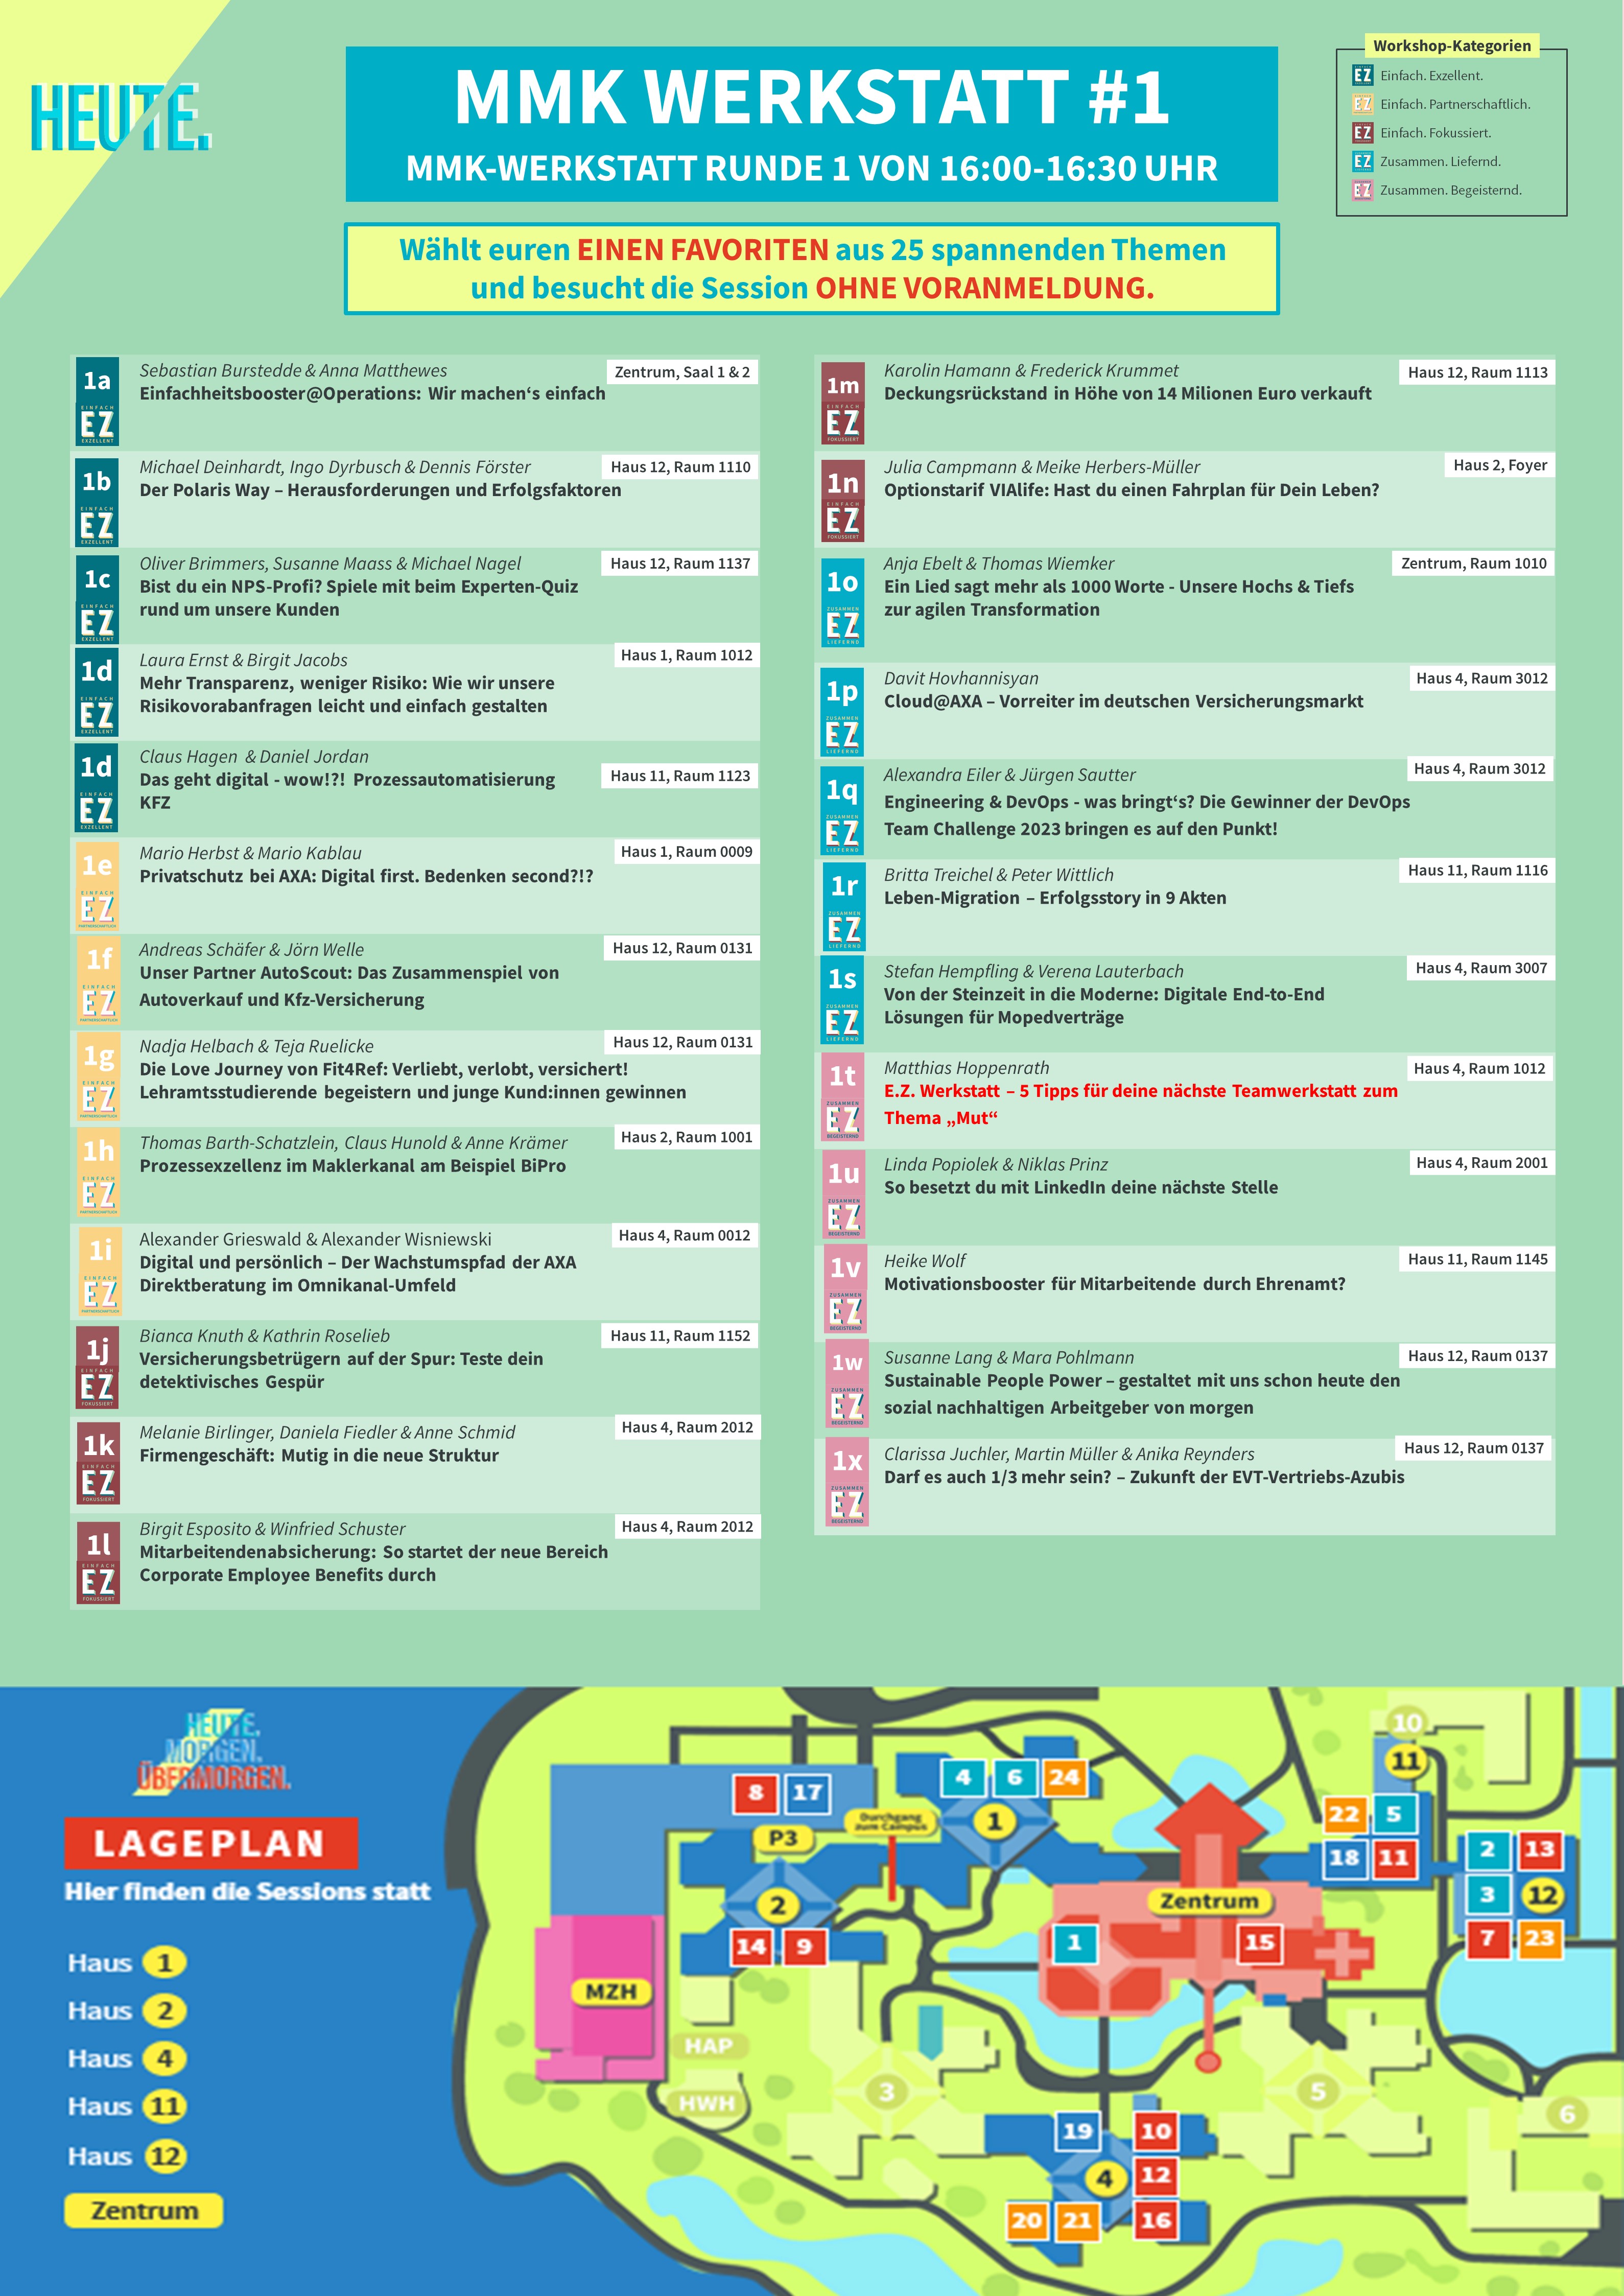 HEUTE.
MMK WERKSTATT #1
MMK-WERKSTATT RUNDE 1 VON 16:00-16:30 UHR
Wählt euren EINEN FAVORITEN aus 25 spannenden Themen
und besucht die Session OHNE VORANMELDUNG.
Workshop-Kategorien
EZ Einfach. Exzellent.
EZ Einfach. Partnerschaftlich.
EZ Einfach. Fokussiert.
EZ Zusammen. Liefernd.
EZ Zusammen. Begeisternd.
1a
EINFACH
EZ
EXZELLENT
Sebastian Burstedde & Anna Matthewes
Zentrum, Saal 1 & 2
Einfachheitsbooster@Operations: Wir machen‘s einfach
1b
EINFACH
EZ
EXZELLENT
Michael Deinhardt, Ingo Dyrbusch & Dennis Förster
Haus 12, Raum 1110
Der Polaris Way – Herausforderungen und Erfolgsfaktoren
1c
EINFACH
EZ
EXZELLENT
Oliver Brimmers, Susanne Maass & Michael Nagel
Haus 12, Raum 1137
Bist du ein NPS-Profi? Spiele mit beim Experten-Quiz
rund um unsere Kunden
1d
EINFACH
EZ
EXZELLENT
Laura Ernst & Birgit Jacobs
Haus 1, Raum 1012
Mehr Transparenz, weniger Risiko: Wie wir unsere
Risikovorabanfragen leicht und einfach gestalten
1d
EINFACH
EZ
EXZELLENT
Claus Hagen & Daniel Jordan
Das geht digital - wow!?! Prozessautomatisierung
KFZ
Haus 11, Raum 1123
1e
EINFACH
EZ
PARTNERSCHAFTLICH
Mario Herbst & Mario Kablau
Haus 1, Raum 0009
Privatschutz bei AXA: Digital first. Bedenken second?!?
1f
EINFACH
EZ
PARTNERSCHAFTLICH
Andreas Schäfer & Jörn Welle
Haus 12, Raum 0131
Unser Partner AutoScout: Das Zusammenspiel von
Autoverkauf und Kfz-Versicherung
1g
EINFACH
EZ
PARTNERSCHAFTLICH
Nadja Helbach & Teja Ruelicke
Haus 12, Raum 0131
Die Love Journey von Fit4Ref: Verliebt, verlobt, versichert!
Lehramtsstudierende begeistern und junge Kund:innen gewinnen
1h
EINFACH
EZ
PARTNERSCHAFTLICH
Thomas Barth-Schatzlein, Claus Hunold & Anne Krämer
Haus 2, Raum 1001
Prozessexzellenz im Maklerkanal am Beispiel BiPro
1i
EINFACH
EZ
PARTNERSCHAFTLICH
Alexander Grieswald & Alexander Wisniewski
Haus 4, Raum 0012
Digital und persönlich – Der Wachstumspfad der AXA
Direktberatung im Omnikanal-Umfeld
1j
EINFACH
EZ
FOKUSSIERT
Bianca Knuth & Kathrin Roselieb
Haus 11, Raum 1152
Versicherungsbetrügern auf der Spur: Teste dein
detektivisches Gespür
1k
EINFACH
EZ
FOKUSSIERT
Melanie Birlinger, Daniela Fiedler & Anne Schmid
Haus 4, Raum 2012
Firmengeschäft: Mutig in die neue Struktur
1l
EINFACH
EZ
FOKUSSIERT
Birgit Esposito & Winfried Schuster
Haus 4, Raum 2012
Mitarbeitendenabsicherung: So startet der neue Bereich
Corporate Employee Benefits durch
1m
EINFACH
EZ
FOKUSSIERT
Karolin Hamann & Frederick Krummet
Haus 12, Raum 1113
Deckungsrückstand in Höhe von 14 Milionen Euro verkauft
1n
EINFACH
EZ
FOKUSSIERT
Julia Campmann & Meike Herbers-Müller
Haus 2, Foyer
Optionstarif VIAlife: Hast du einen Fahrplan für Dein Leben?
1o
ZUSAMMEN
EZ
LIEFERND
Anja Ebelt & Thomas Wiemker
Zentrum, Raum 1010
Ein Lied sagt mehr als 1000 Worte - Unsere Hochs & Tiefs
zur agilen Transformation
1p
ZUSAMMEN
EZ
LIEFERND
Davit Hovhannisyan
Haus 4, Raum 3012
Cloud@AXA – Vorreiter im deutschen Versicherungsmarkt
1q
ZUSAMMEN
EZ
LIEFERND
Alexandra Eiler & Jürgen Sautter
Haus 4, Raum 3012
Engineering & DevOps - was bringt‘s? Die Gewinner der DevOps
Team Challenge 2023 bringen es auf den Punkt!
1r
ZUSAMMEN
EZ
LIEFERND
Britta Treichel & Peter Wittlich
Haus 11, Raum 1116
Leben-Migration – Erfolgsstory in 9 Akten
1s
ZUSAMMEN
EZ
LIEFERND
Stefan Hempfling & Verena Lauterbach
Haus 4, Raum 3007
Von der Steinzeit in die Moderne: Digitale End-to-End
Lösungen für Mopedverträge
1t
ZUSAMMEN
EZ
BEGEISTERND
Matthias Hoppenrath
Haus 4, Raum 1012
E.Z. Werkstatt – 5 Tipps für deine nächste Teamwerkstatt zum
Thema „Mut“
1u
ZUSAMMEN
EZ
BEGEISTERND
Linda Popiolek & Niklas Prinz
Haus 4, Raum 2001
So besetzt du mit LinkedIn deine nächste Stelle
1v
ZUSAMMEN
EZ
BEGEISTERND
Heike Wolf
Haus 11, Raum 1145
Motivationsbooster für Mitarbeitende durch Ehrenamt?
1w
ZUSAMMEN
EZ
BEGEISTERND
Susanne Lang & Mara Pohlmann
Haus 12, Raum 0137
Sustainable People Power – gestaltet mit uns schon heute den
sozial nachhaltigen Arbeitgeber von morgen
1x
ZUSAMMEN
EZ
BEGEISTERND
Clarissa Juchler, Martin Müller & Anika Reynders
Haus 12, Raum 0137
Darf es auch 1/3 mehr sein? – Zukunft der EVT-Vertriebs-Azubis
HEUTE.
MORGEN.
ÜBERMORGEN.
LAGEPLAN
Hier finden die Sessions statt
Haus 1
Haus 2
Haus 4
Haus 11
Haus 12
Zentrum
8 17
P3
Durchgang
zum Campus
4 6 24
1
2
14 9
MZH
HAP
HWH
3
Zentrum
1
15
10
11
22 5
18 11
2 13
3 12
7 23
5
6
19 10
4 12
20 21 16